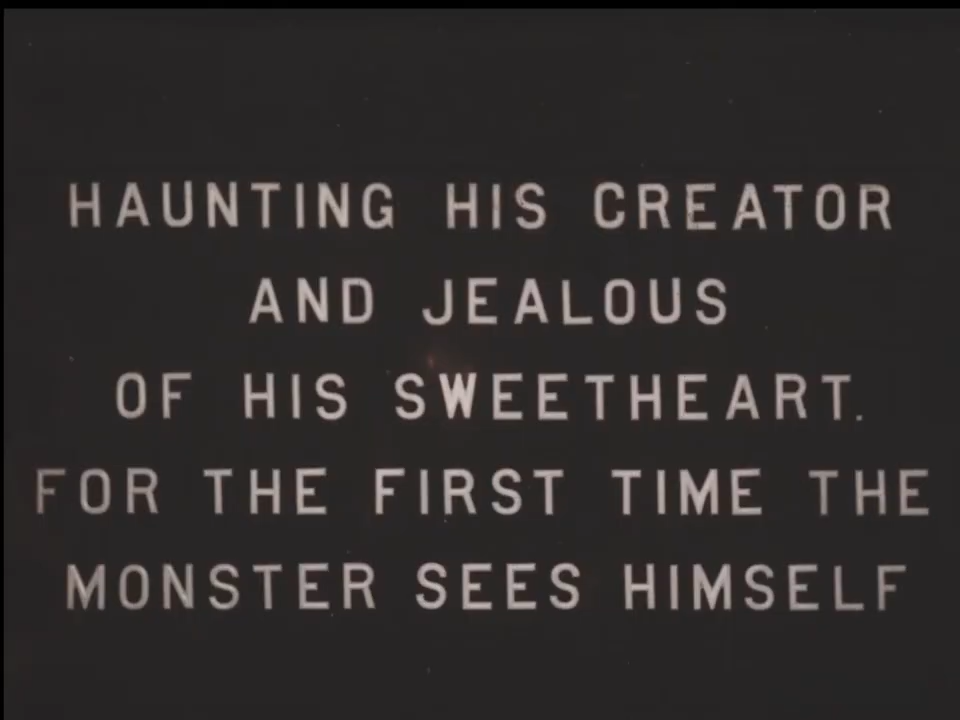 HAUNTING HIS CREATOR
AND JEALOUS
OF HIS SWEETHEART.
FOR THE FIRST TIME THE
MONSTER SEES HIMSELF